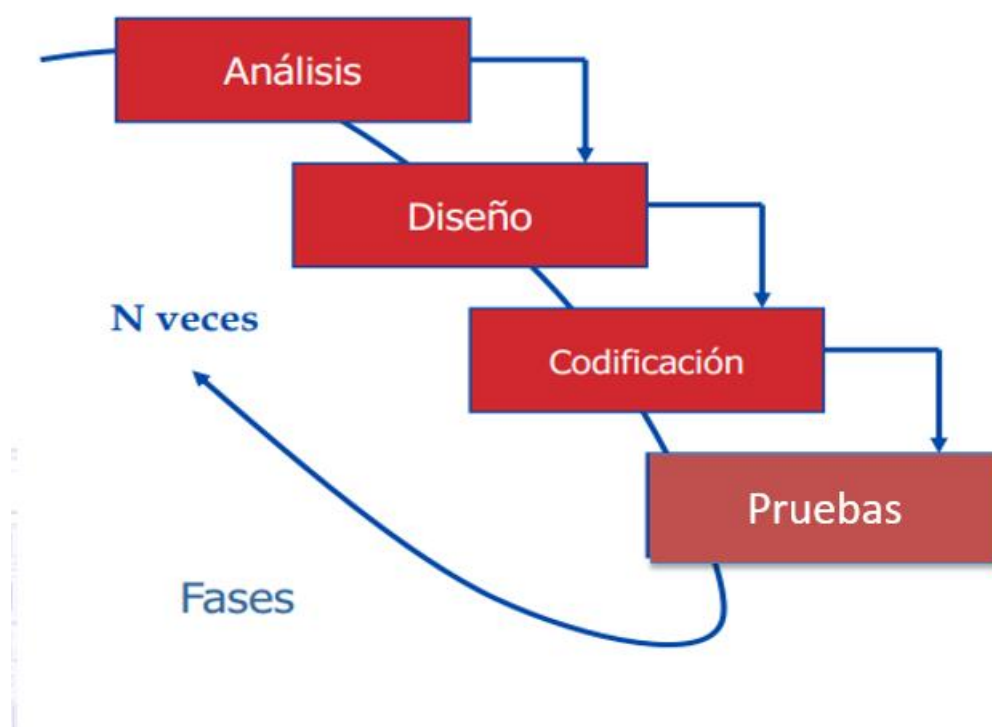 Análisis
Diseño
N veces
Codificación
Pruebas
Fases